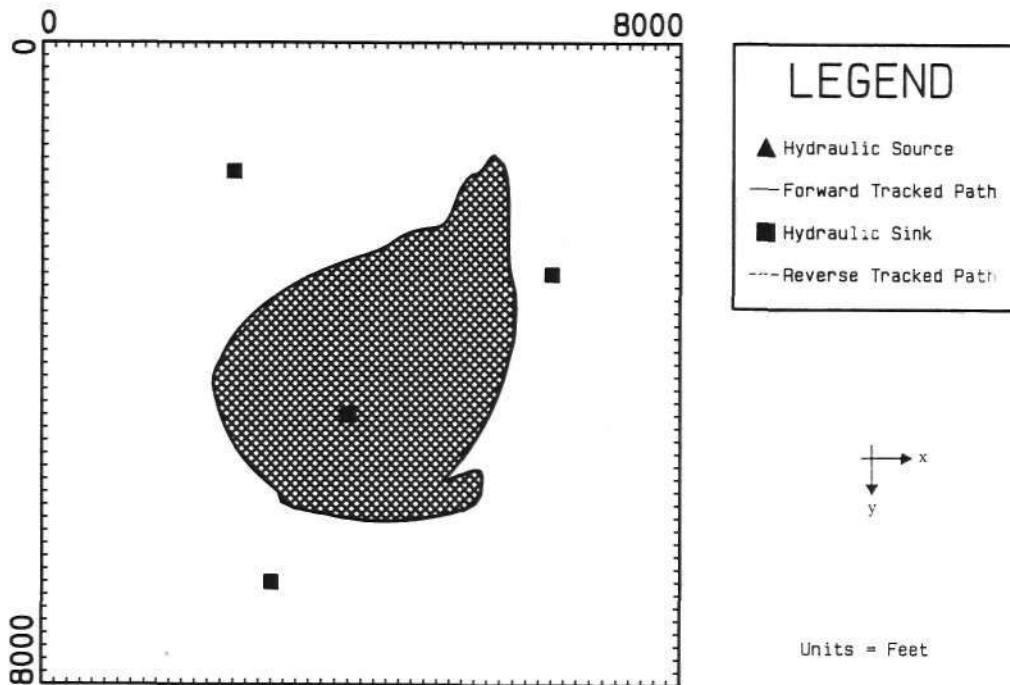 0 8000
0
8000
LEGEND
Hydraulic Source
Forward Tracked Path
Hydraulic Sink
Reverse Tracked Path
x
y
Units = Feet